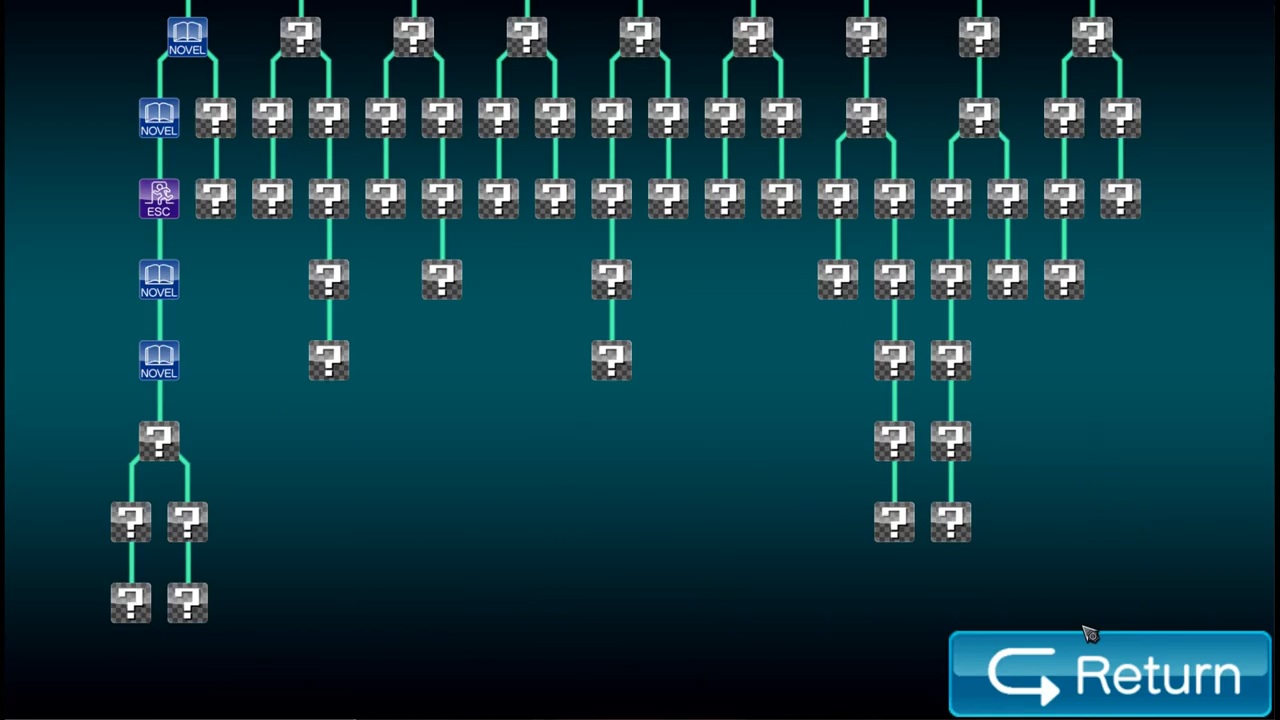 NOVEL ? ? ? ? ? ? ? ?
NOVEL ? ? ? ? ? ? ? ? ? ? ? ? ? ? ?
ESC ? ? ? ? ? ? ? ? ? ? ? ? ? ? ? ? ?
NOVEL ? ? ? ? ? ? ? ?
NOVEL ? ? ? ?
? ? ?
? ? ? ?
? ?
Return